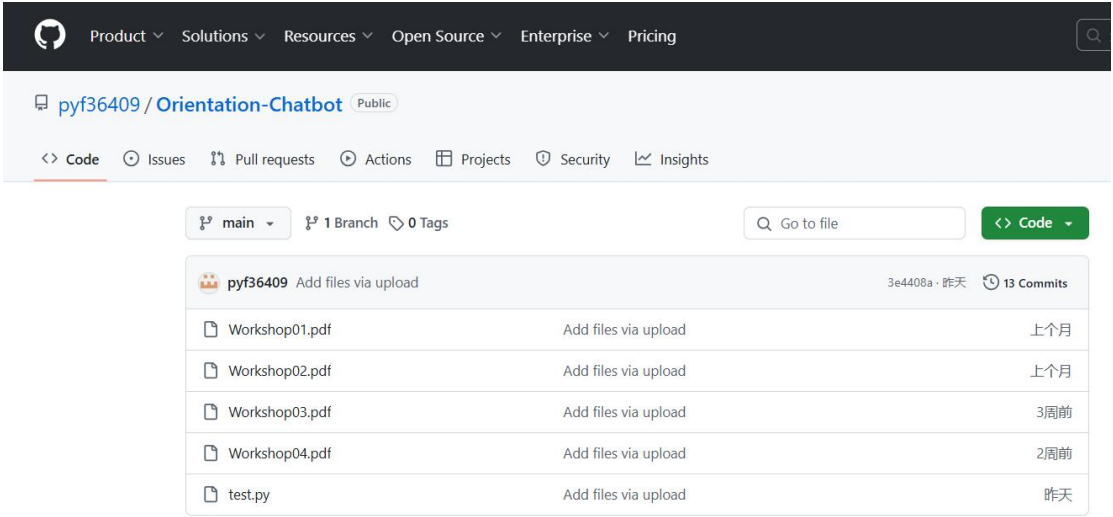 Product Solutions Resources Open Source Enterprise Pricing
pyf36409 / Orientation-Chatbot Public
Code Issues Pull requests Actions Projects Security Insights
main 1 Branch 0 Tags Go to file Code
pyf36409 Add files via upload 3e4408a · 昨天 13 Commits
Workshop01.pdf Add files via upload 上个月
Workshop02.pdf Add files via upload 上个月
Workshop03.pdf Add files via upload 3周前
Workshop04.pdf Add files via upload 2周前
test.py Add files via upload 昨天